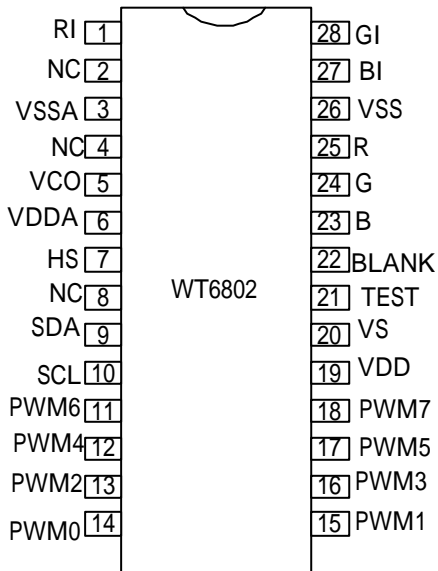 RI 1 28 GI
NC 2 27 BI
VSSA 3 26 VSS
NC 4 25 R
VCO 5 24 G
VDDA 6 23 B
HS 7 22 BLANK
NC 8 WT6802 21 TEST
SDA 9 20 VS
SCL 10 19 VDD
PWM6 11 18 PWM7
PWM4 12 17 PWM5
PWM2 13 16 PWM3
PWM0 14 15 PWM1